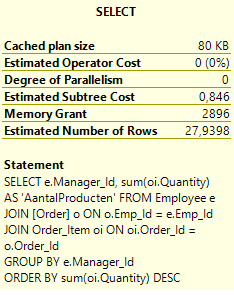 SELECT
Cached plan size 80 KB
Estimated Operator Cost 0 (0%)
Degree of Parallelism 0
Estimated Subtree Cost 0,846
Memory Grant 2896
Estimated Number of Rows 27,9398
Statement
SELECT e.Manager_Id, sum(oi.Quantity)
AS 'AantalProducten' FROM Employee e
JOIN [Order] o ON o.Emp_Id = e.Emp_Id
JOIN Order_Item oi ON oi.Order_Id =
o.Order_Id
GROUP BY e.Manager_Id
ORDER BY sum(oi.Quantity) DESC